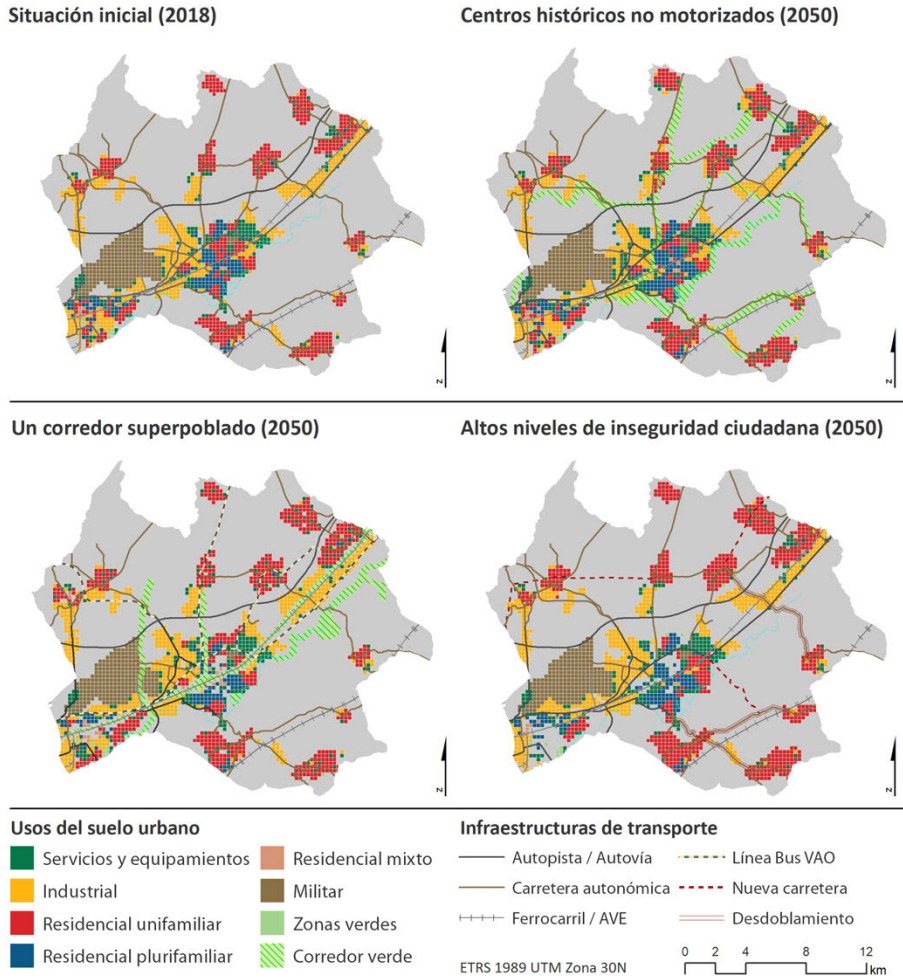 Situación inicial (2018)
Centros históricos no motorizados (2050)
N
N
Un corredor superpoblado (2050)
Altos niveles de inseguridad ciudadana (2050)
N
N
Usos del suelo urbano
Servicios y equipamientos
Industrial
Residencial unifamiliar
Residencial plurifamiliar
Residencial mixto
Militar
Zonas verdes
Corredor verde
Infraestructuras de transporte
Autopista / Autovía
Carretera autonómica
Ferrocarril / AVE
Línea Bus VAO
Nueva carretera
Desdoblamiento
ETRS 1989 UTM Zona 30N
0 2 4 8 12
km